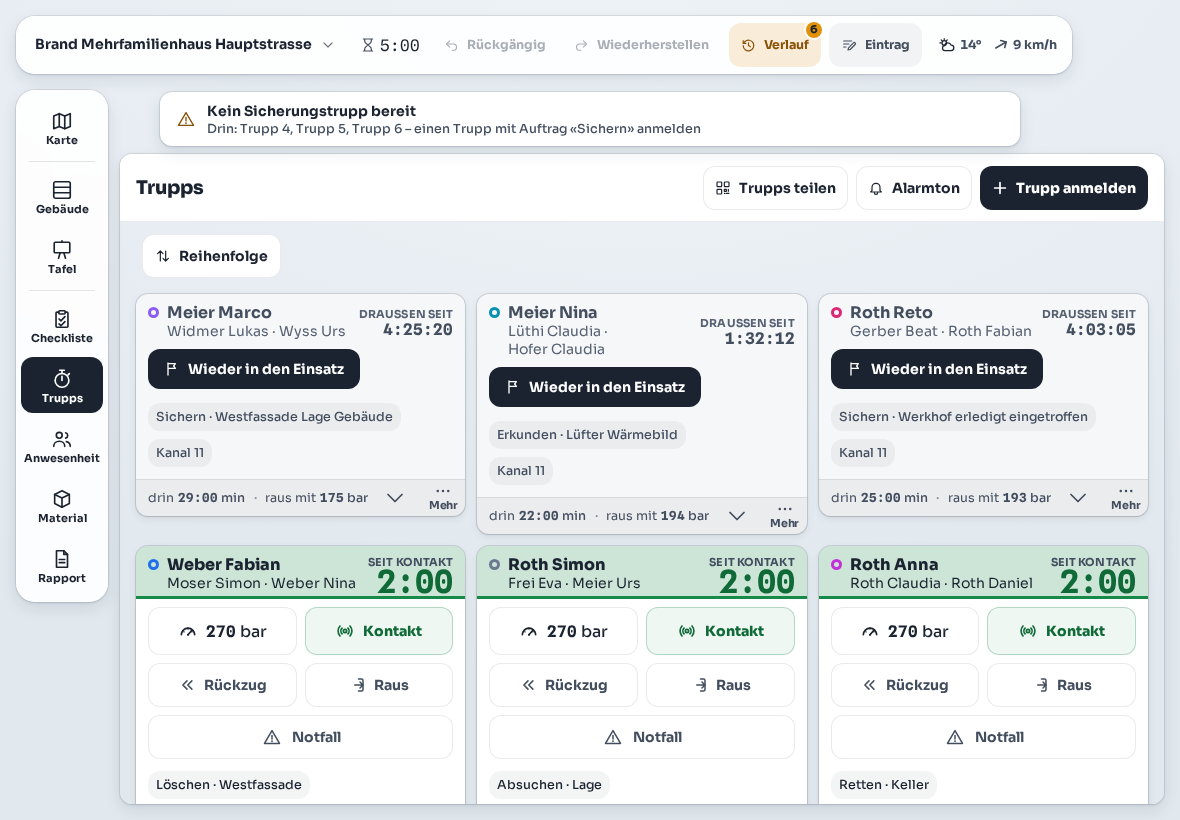 Brand Mehrfamilienhaus Hauptstrasse
5:00
Rückgängig
Wiederherstellen
Verlauf
6
Eintrag
14°
9 km/h
Karte
Gebäude
Tafel
Checkliste
Trupps
Anwesenheit
Material
Rapport
Kein Sicherungstrupp bereit
Drin: Trupp 4, Trupp 5, Trupp 6 – einen Trupp mit Auftrag «Sichern» anmelden
Trupps
Trupps teilen
Alarmton
Trupp anmelden
Reihenfolge
Meier Marco
Widmer Lukas · Wyss Urs
DRAUSSEN SEIT
4:25:20
Wieder in den Einsatz
Sichern · Westfassade Lage Gebäude
Kanal 11
drin 29:00 min · raus mit 175 bar
Mehr
Meier Nina
Lüthi Claudia ·
Hofer Claudia
DRAUSSEN SEIT
1:32:12
Wieder in den Einsatz
Erkunden · Lüfter Wärmebild
Kanal 11
drin 22:00 min · raus mit 194 bar
Mehr
Roth Reto
Gerber Beat · Roth Fabian
DRAUSSEN SEIT
4:03:05
Wieder in den Einsatz
Sichern · Werkhof erledigt eingetroffen
Kanal 11
drin 25:00 min · raus mit 193 bar
Mehr
Weber Fabian
Moser Simon · Weber Nina
SEIT KONTAKT
2:00
270 bar
Kontakt
Rückzug
Raus
Notfall
Löschen · Westfassade
Roth Simon
Frei Eva · Meier Urs
SEIT KONTAKT
2:00
270 bar
Kontakt
Rückzug
Raus
Notfall
Absuchen · Lage
Roth Anna
Roth Claudia · Roth Daniel
SEIT KONTAKT
2:00
270 bar
Kontakt
Rückzug
Raus
Notfall
Retten · Keller